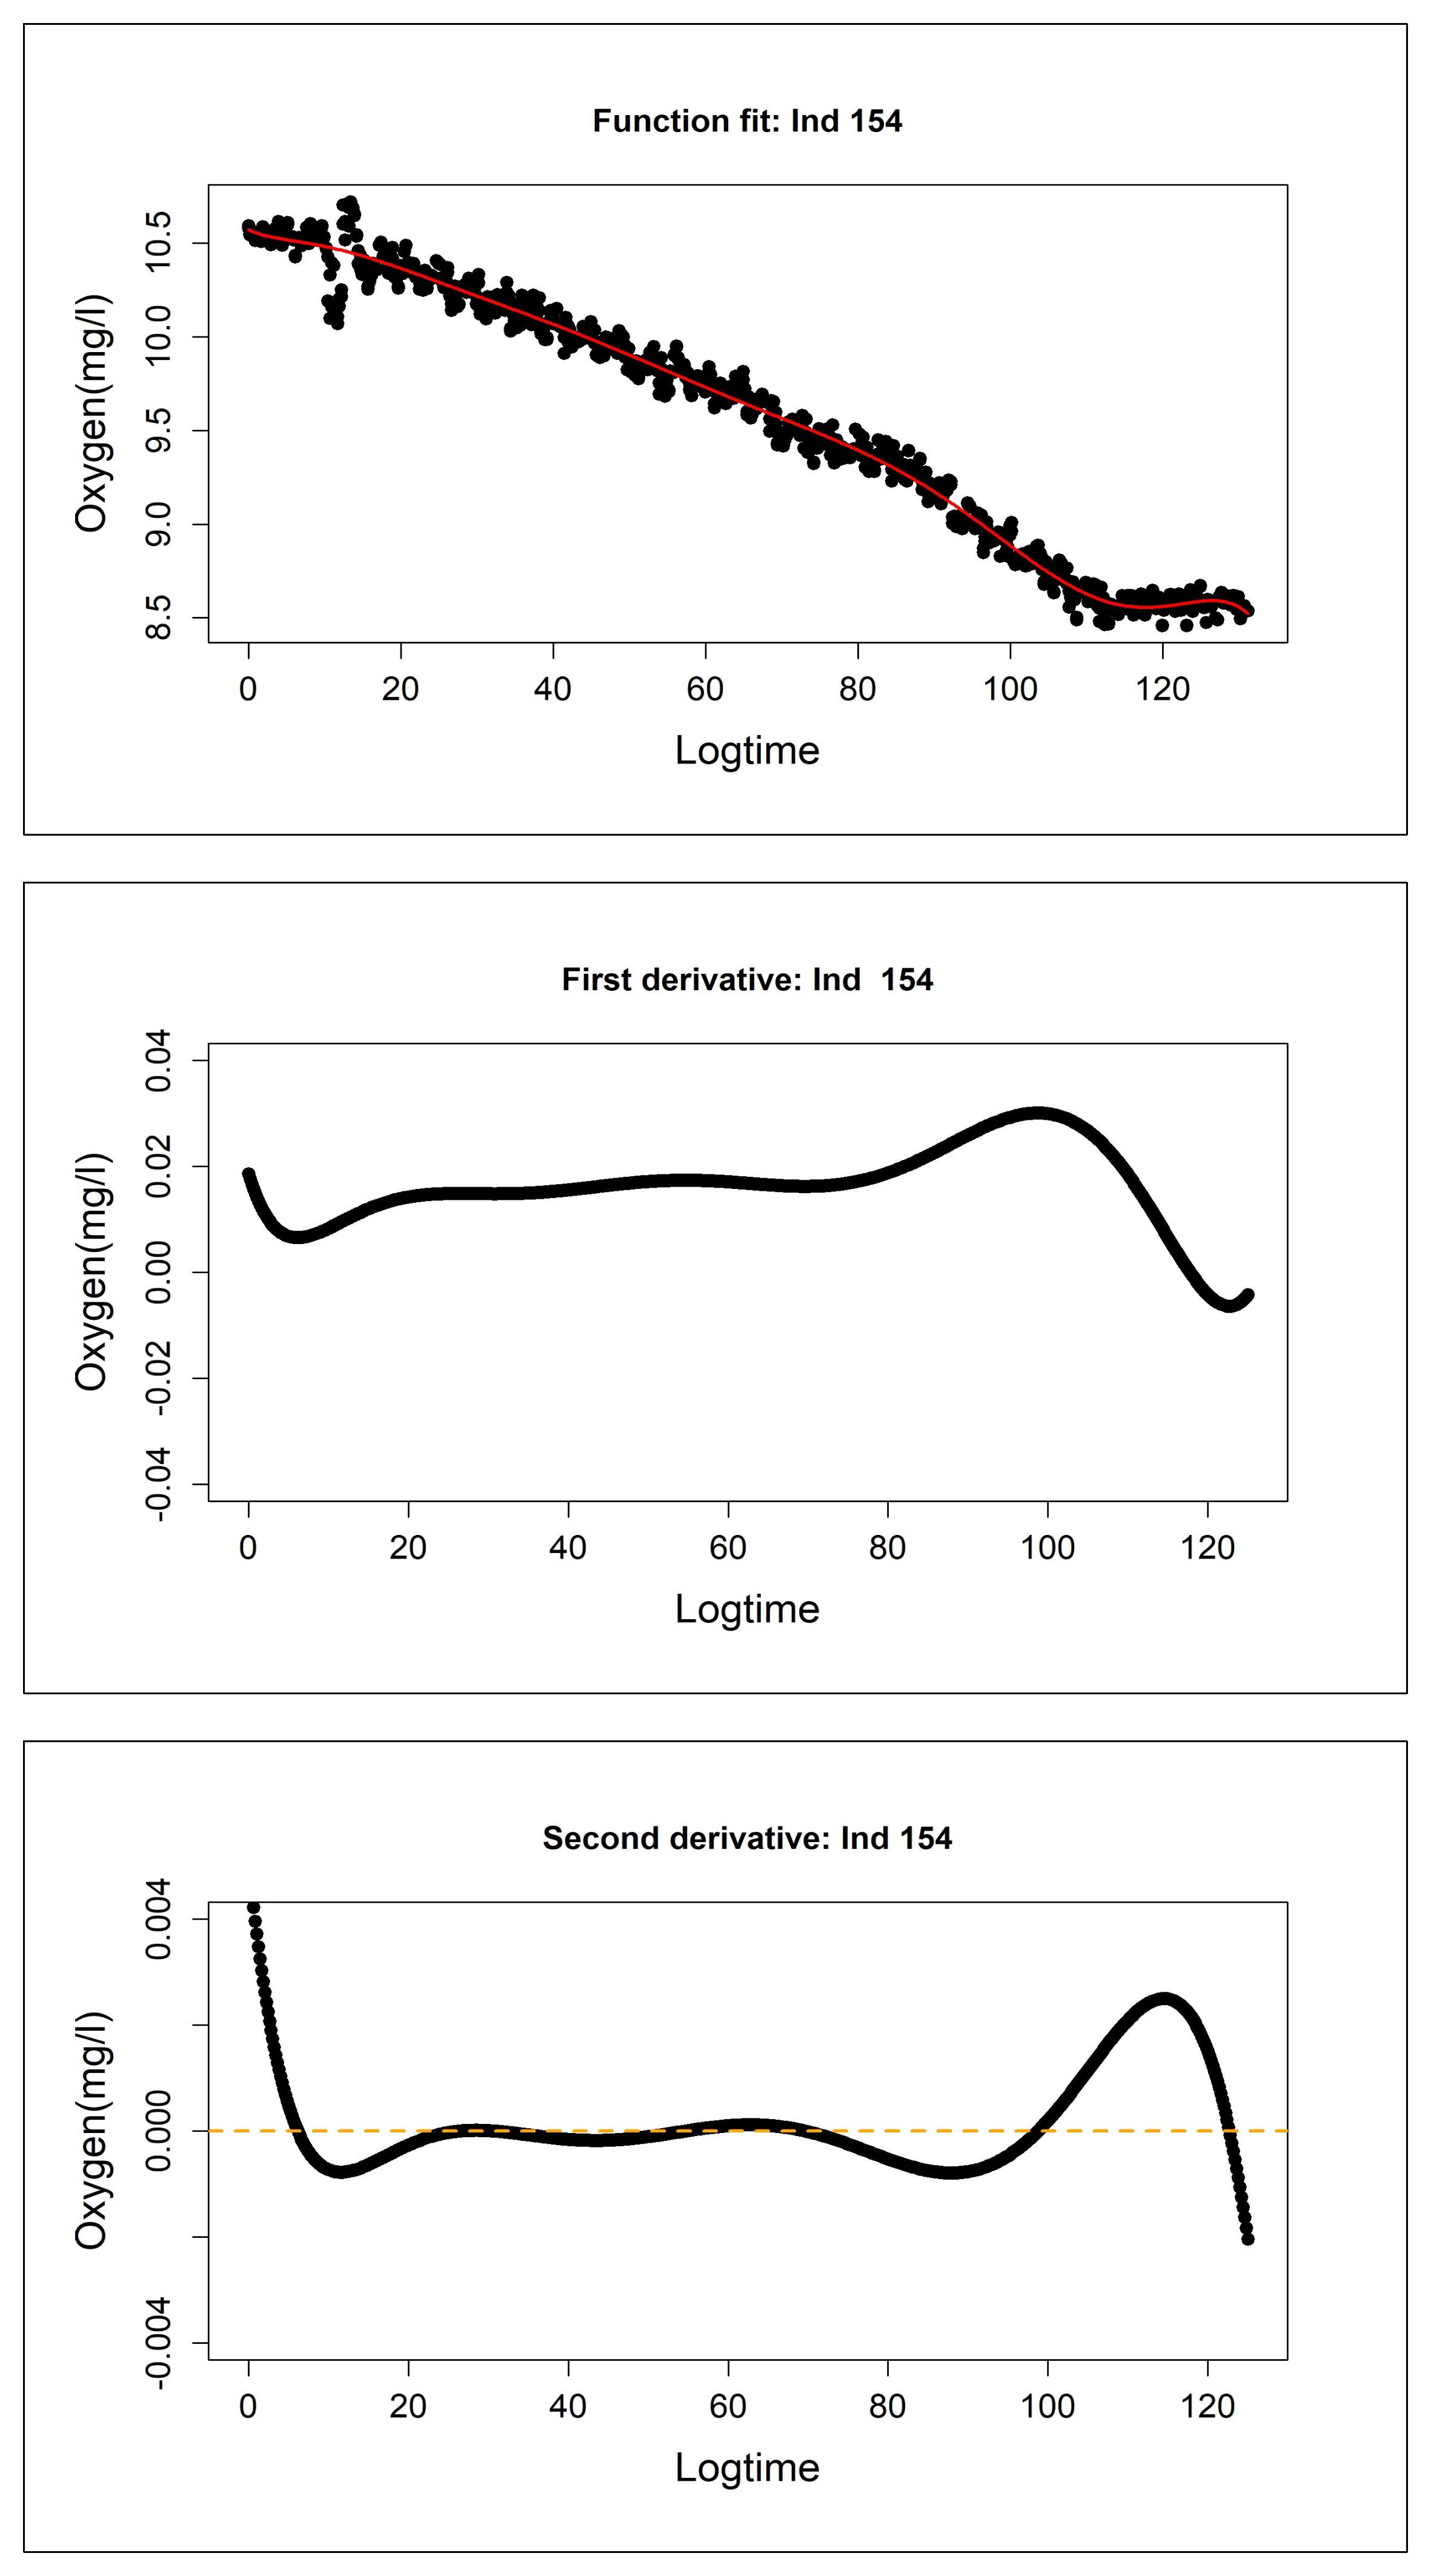 Function fit: Ind 154
Oxygen(mg/l)
10.5
10.0
9.5
9.0
8.5
0 20 40 60 80 100 120
Logtime
First derivative: Ind  154
Oxygen(mg/l)
0.04
0.02
0.00
-0.02
-0.04
0 20 40 60 80 100 120
Logtime
Second derivative: Ind 154
Oxygen(mg/l)
0.004
0.000
-0.004
0 20 40 60 80 100 120
Logtime